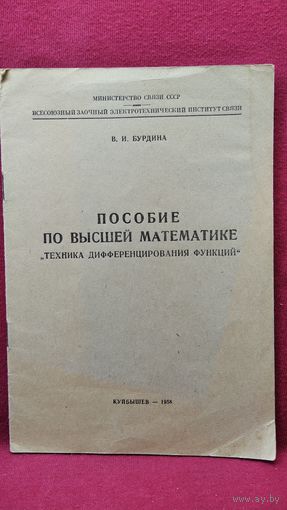 МИНИСТЕРСТВО СВЯЗИ СССР
ВСЕСОЮЗНЫЙ ЗАОЧНЫЙ ЭЛЕКТРОТЕХНИЧЕСКИЙ ИНСТИТУТ СВЯЗИ
В. И. БУРДИНА
ПОСОБИЕ
ПО ВЫСШЕЙ МАТЕМАТИКЕ
„ТЕХНИКА ДИФФЕРЕНЦИРОВАНИЯ ФУНКЦИЙ“
КУЙБЫШЕВ — 1958
www.ay.by